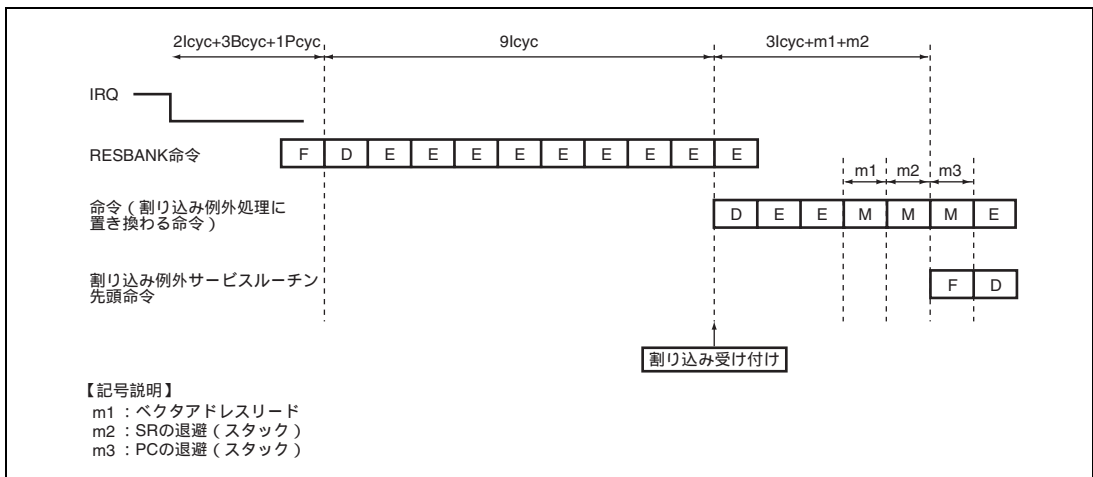 2Icyc+3Bcyc+1Pcyc 9Icyc 3Icyc+m1+m2
IRQ
RESBANK命令 F D E E E E E E E E E
m1 m2 m3
命令（割り込み例外処理に
置き換わる命令） D E E M M M E
割り込み例外サービスルーチン
先頭命令 F D
割り込み受け付け
【記号説明】
m1 ：ベクタアドレスリード
m2 ：SRの退避（スタック）
m3 ：PCの退避（スタック）